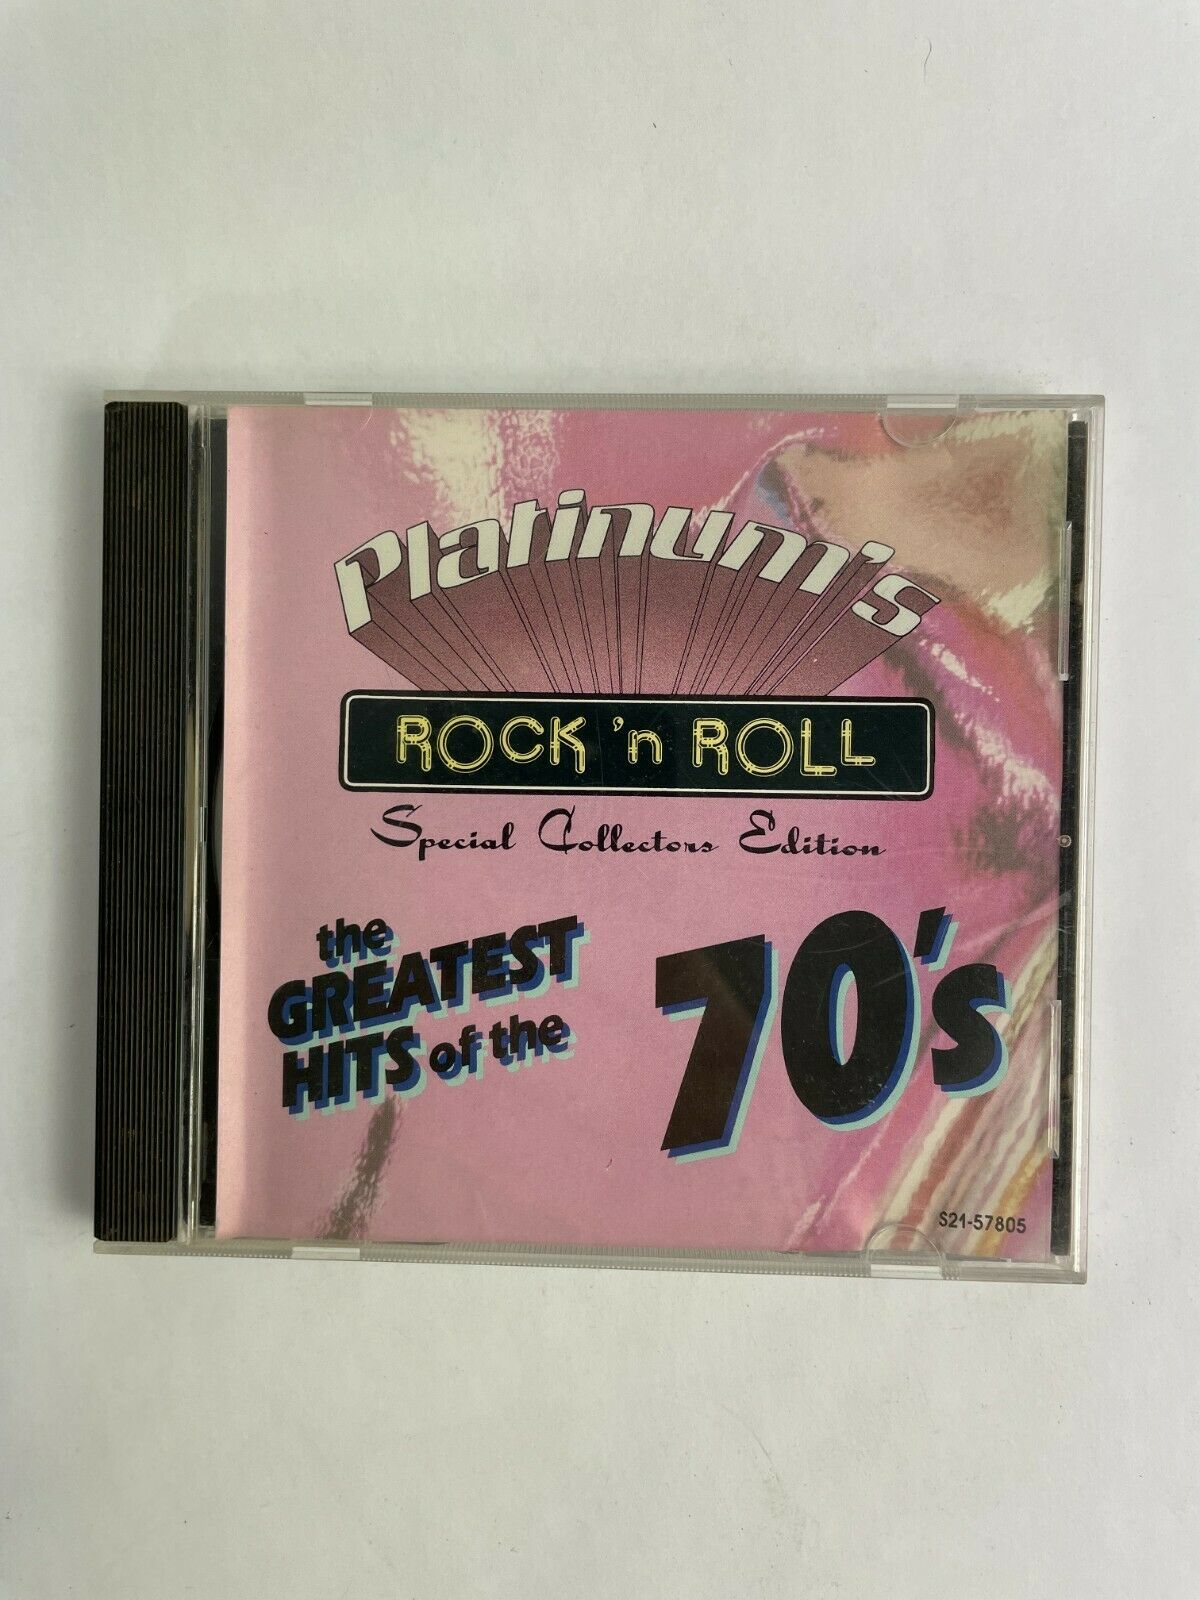 Platinum's
ROCK 'n ROLL
Special Collectors Edition
the
GREATEST
HITS of the
70's
S21-57805